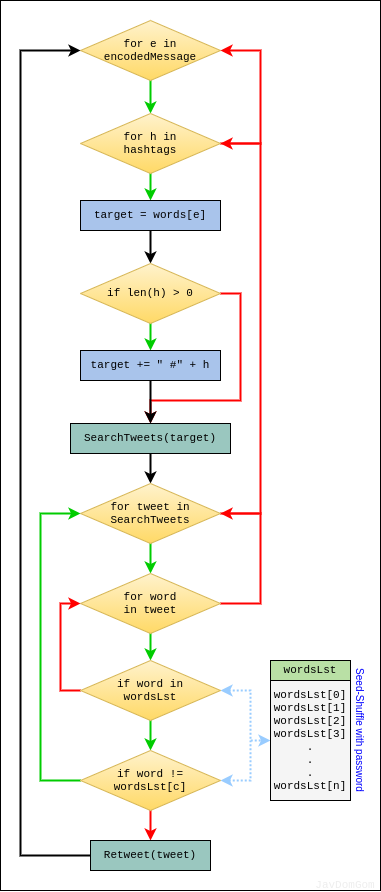 for e in
encodedMessage
for h in
hashtags
target = words[e]
if len(h) > 0
target += " #" + h
SearchTweets(target)
for tweet in
SearchTweets
for word
in tweet
if word in
wordsLst
if word !=
wordsLst[c]
Retweet(tweet)
wordsLst
wordsLst[0]
wordsLst[1]
wordsLst[2]
wordsLst[3]
.
.
.
wordsLst[n]
Seed-Shuffle with password
JavDomGom